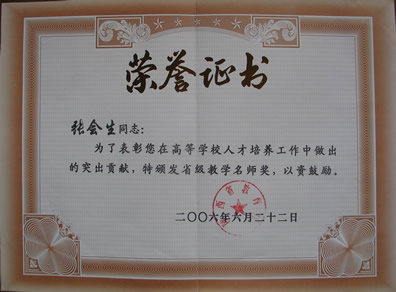 荣誉证书
张会生同志:
为了表彰您在高等学校人才培养工作中做出
的突出贡献，特颁发省级教学名师奖，以资鼓励。
二〇〇六年六月二十二日